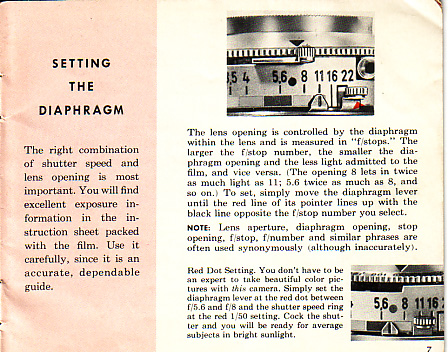 SETTING
THE
DIAPHRAGM
The right combination
of shutter speed and
lens opening is most
important. You will find
excellent exposure in-
formation in the in-
struction sheet packed
with the film. Use it
carefully, since it is an
accurate, dependable
guide.
3,5 4 5,6 8 11 16 22
The lens opening is controlled by the diaphragm
within the lens and is measured in "f/stops." The
larger the f/stop number, the smaller the dia-
phragm opening and the less light admitted to the
film, and vice versa. (The opening 8 lets in twice
as much light as 11; 5.6 twice as much as 8, and
so on.) To set, simply move the diaphragm lever
until the red line of its pointer lines up with the
black line opposite the f/stop number you select.
NOTE: Lens aperture, diaphragm opening, stop
opening, f/stop, f/number and similar phrases are
often used synonymously (although inaccurately).
Red Dot Setting. You don't have to be
an expert to take beautiful color pic-
tures with this camera. Simply set the
diaphragm lever at the red dot between
f/5.6 and f/8 and the shutter speed ring
at the red 1/50 setting. Cock the shut-
ter and you will be ready for average
subjects in bright sunlight.
5,6 8 11 16
7